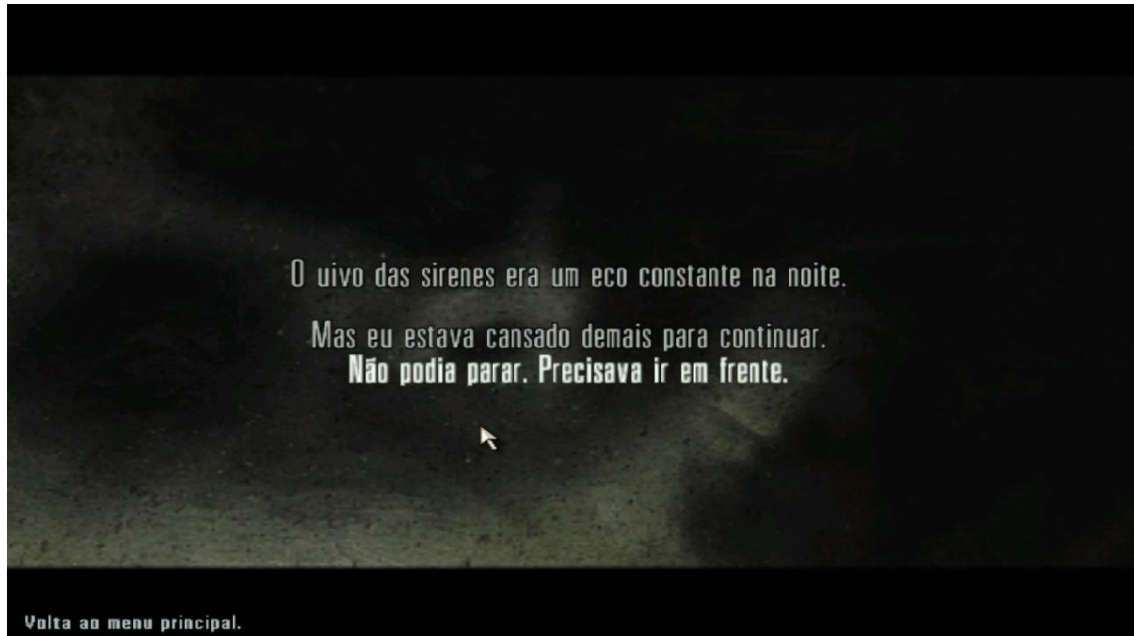 O uivo das sirenes era um eco constante na noite.
Mas eu estava cansado demais para continuar.
Não podia parar. Precisava ir em frente.
Volta ao menu principal.